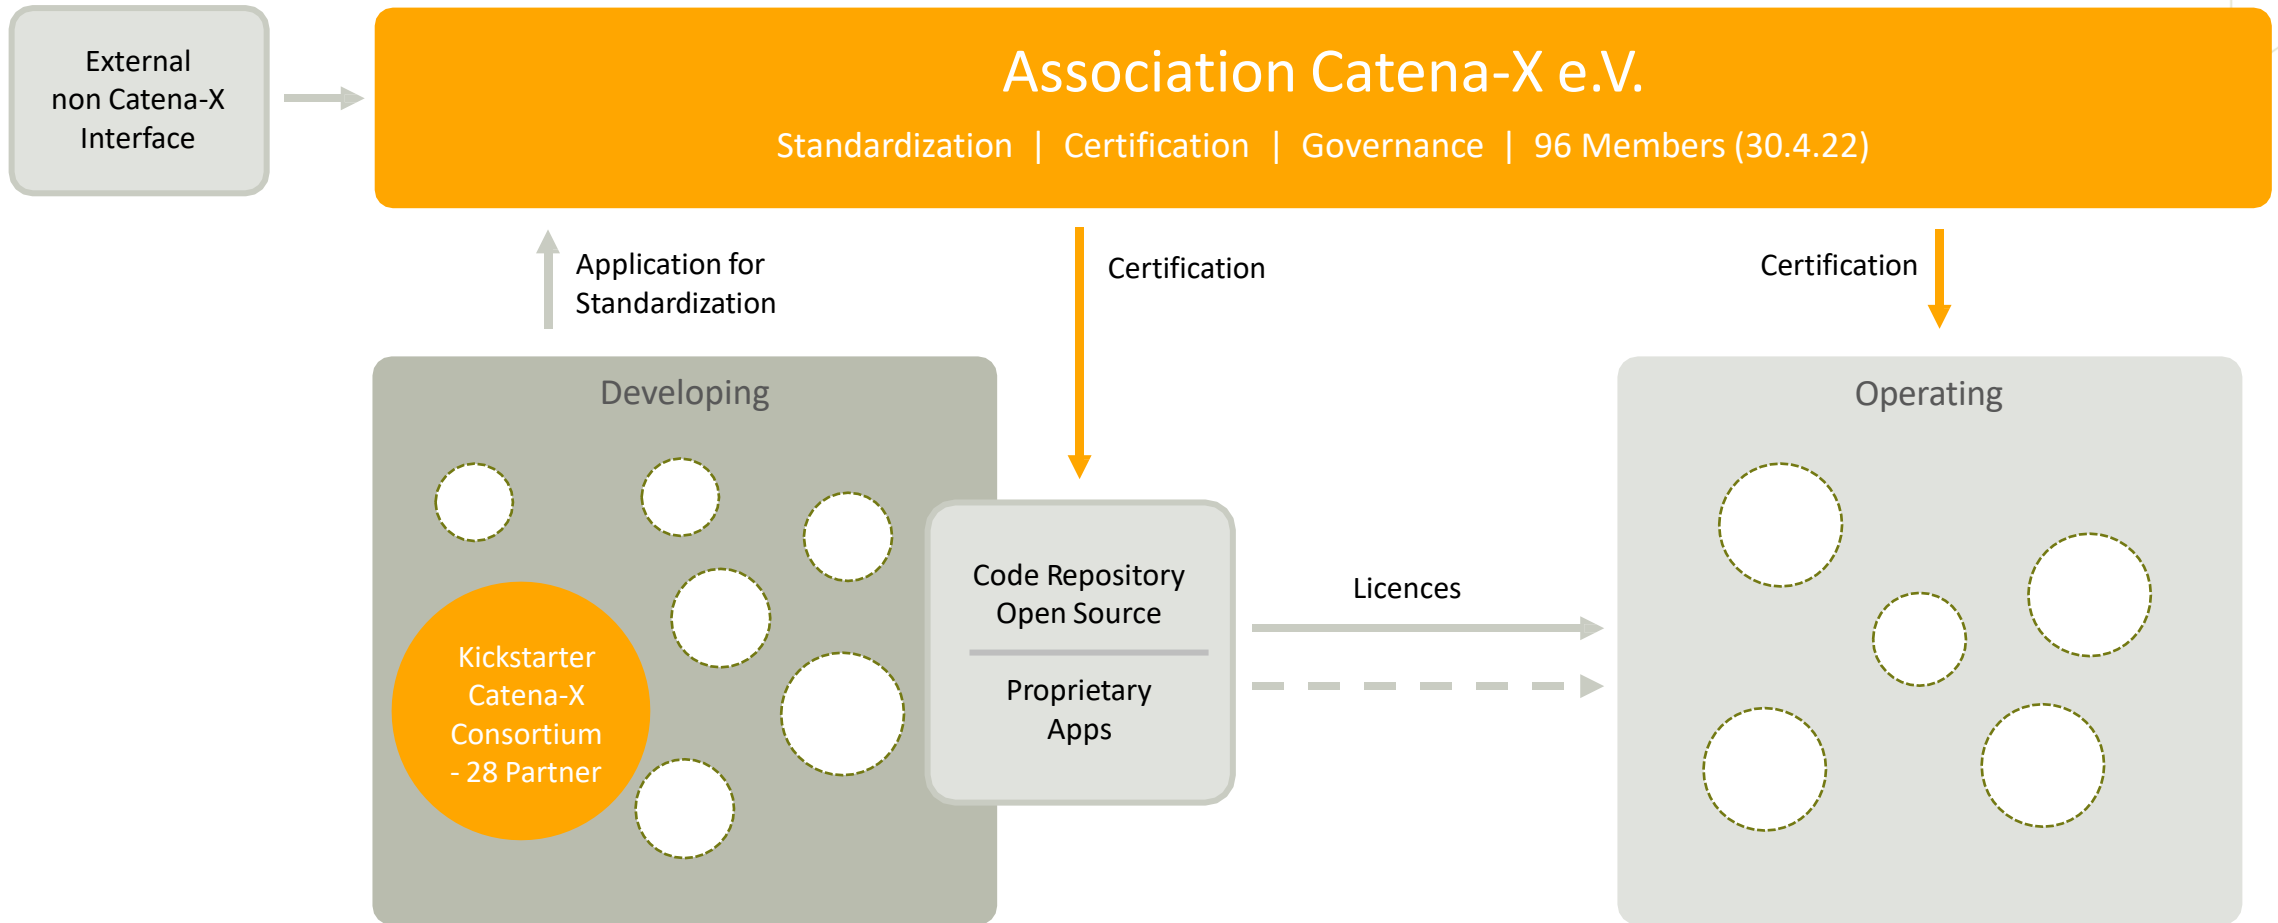 External
non Catena-X
Interface
Association Catena-X e.V.
Standardization | Certification | Governance | 96 Members (30.4.22)
Application for
Standardization
Certification
Certification
Developing
Operating
Kickstarter
Catena-X
Consortium
- 28 Partner
Code Repository
Open Source
Proprietary
Apps
Licences